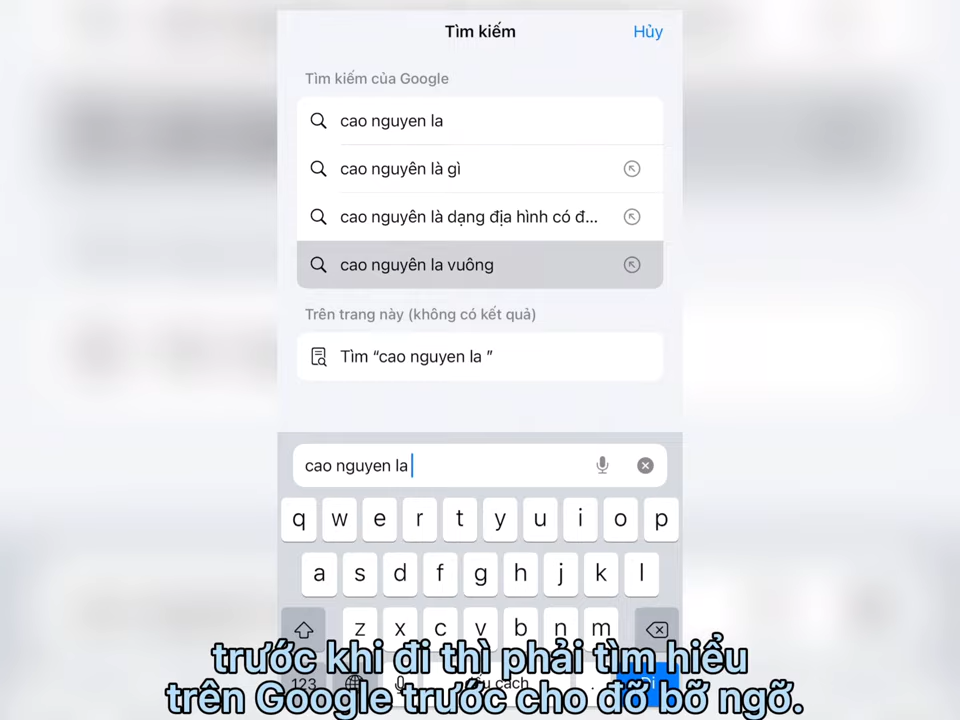 Tìm kiếm
Hủy
Tìm kiếm của Google
cao nguyen la
cao nguyên là gì
cao nguyên là dạng địa hình có đ...
cao nguyên la vuông
Trên trang này (không có kết quả)
Tìm “cao nguyen la ”
cao nguyen la
q w e r t y u i o p
a s d f g h j k l
z x c v b n m
123
cách
.
Đi
trước khi đi thì phải tìm hiểu
trên Google trước cho đỡ bỡ ngỡ.